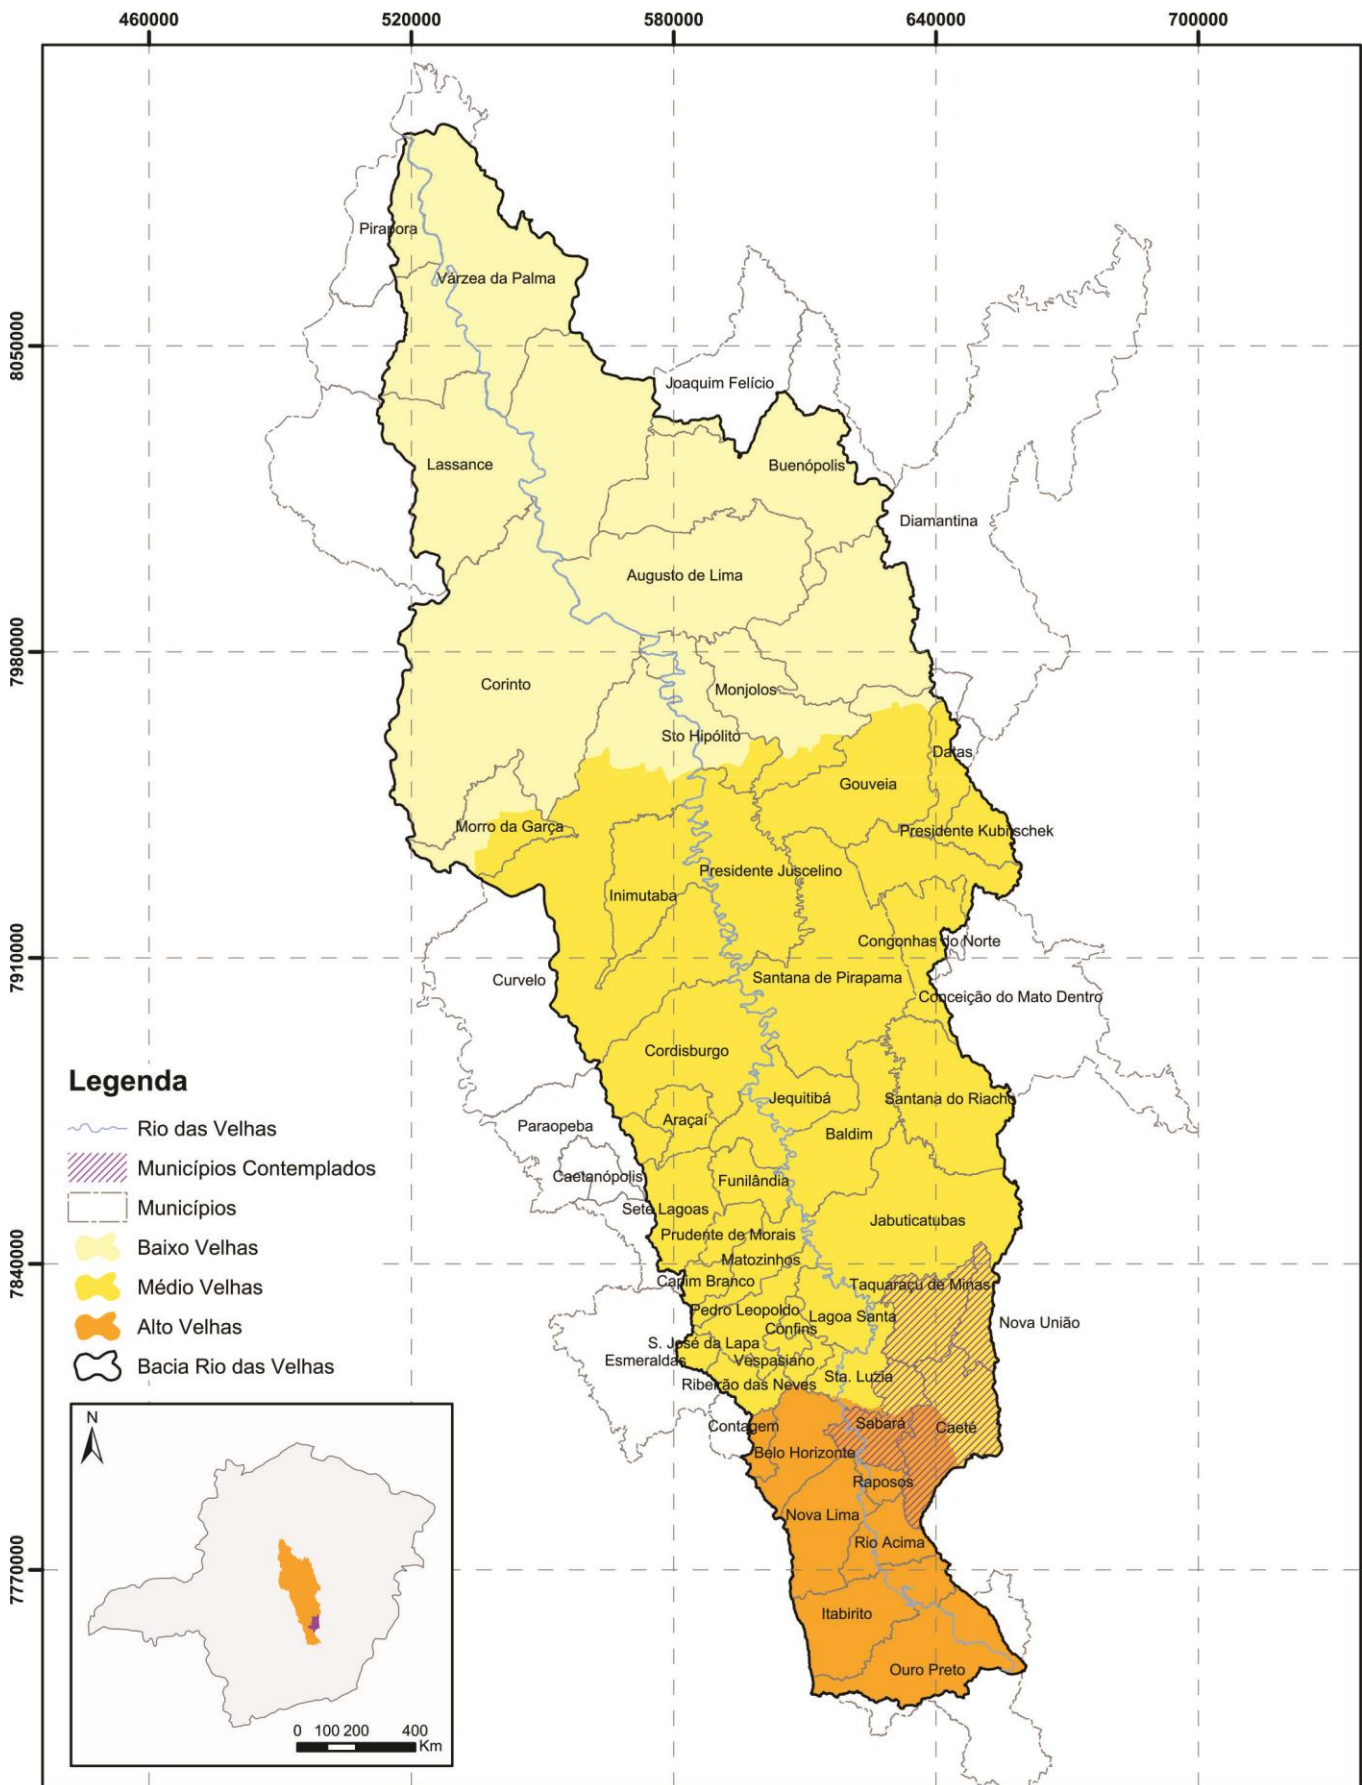 460000
520000
580000
640000
700000
8050000
7980000
7910000
7840000
7770000
Pirapora
Várzea da Palma
Joaquim Felício
Lassance
Buenópolis
Diamantina
Augusto de Lima
Corinto
Monjolos
Sto Hipólito
Datas
Gouveia
Morro da Garça
Presidente Kubitschek
Presidente Juscelino
Inimutaba
Congonhas do Norte
Curvelo
Santana de Pirapama
Conceição do Mato Dentro
Cordisburgo
Jequitibá
Santana do Riacho
Araçaí
Paraopeba
Baldim
Caetanópolis
Funilândia
Sete Lagoas
Jabuticatubas
Prudente de Morais
Matozinhos
Capim Branco
Taquaraçu de Minas
Pedro Leopoldo
Lagoa Santa
Confins
Nova União
S. José da Lapa
Esmeraldas
Vespasiano
Ribeirão das Neves
Sta. Luzia
Contagem
Sabará
Caeté
Belo Horizonte
Raposos
Nova Lima
Rio Acima
Itabirito
Ouro Preto
Legenda
Rio das Velhas
Municípios Contemplados
Municípios
Baixo Velhas
Médio Velhas
Alto Velhas
Bacia Rio das Velhas
N
0 100 200 400
Km